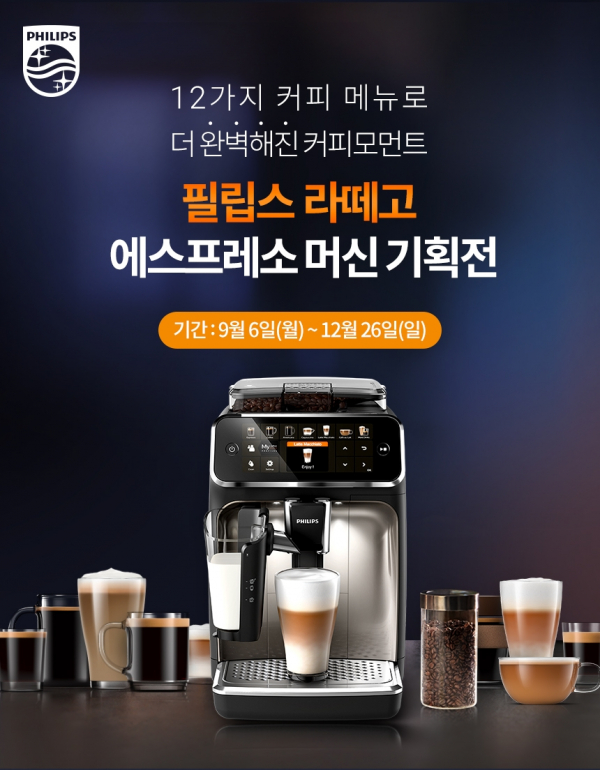 PHILIPS
12가지 커피 메뉴로
더 완벽해진 커피모먼트
필립스 라떼고
에스프레소 머신 기획전
기간 : 9월 6일(월) ~ 12월 26일(일)
Enjoy!
PHILIPS